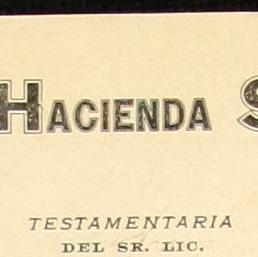 HACIENDA S
TESTAMENTARIA
DEL SR. LIC.